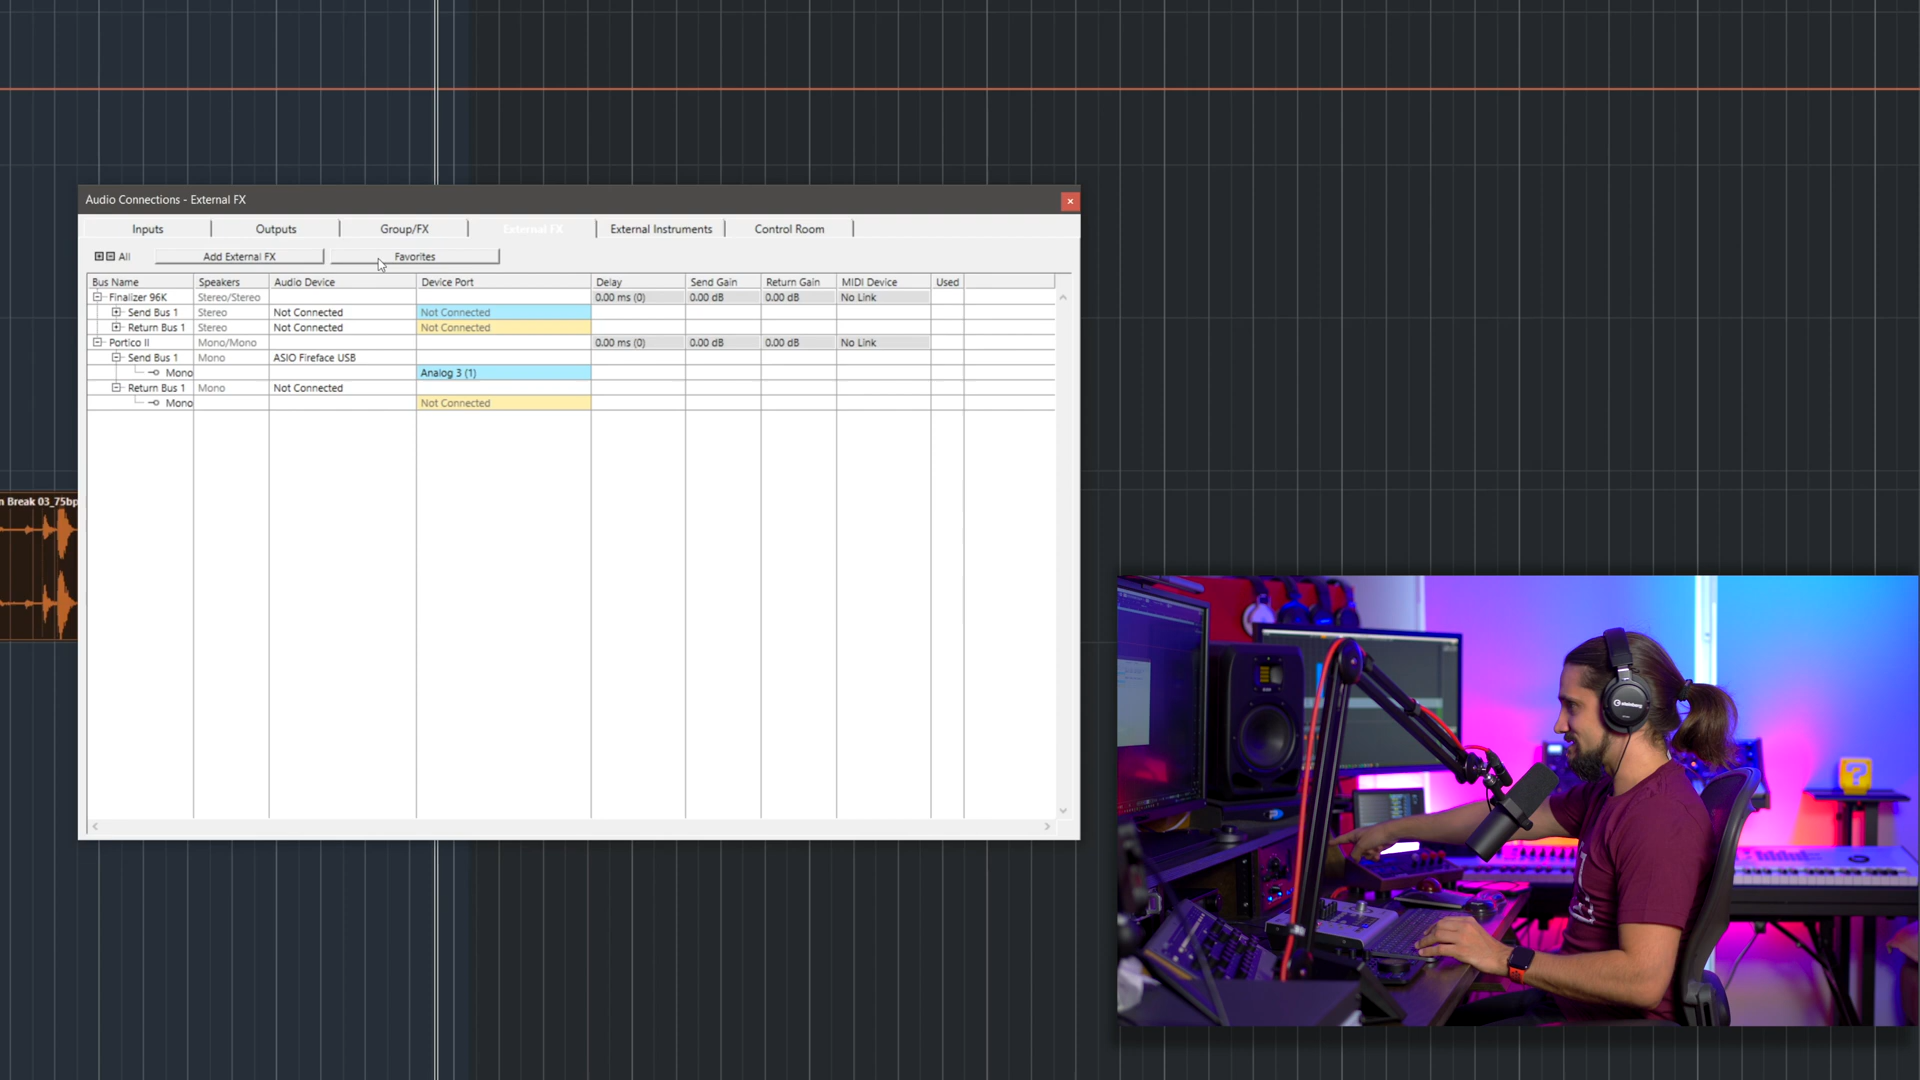 Audio Connections - External FX
Inputs Outputs Group/FX External FX External Instruments Control Room
All Add External FX Favorites
Bus Name Speakers Audio Device Device Port Delay Send Gain Return Gain MIDI Device Used
Finalizer 96K Stereo/Stereo 0.00 ms (0) 0.00 dB 0.00 dB No Link
Send Bus 1 Stereo Not Connected Not Connected
Return Bus 1 Stereo Not Connected Not Connected
Portico II Mono/Mono 0.00 ms (0) 0.00 dB 0.00 dB No Link
Send Bus 1 Mono ASIO Fireface USB
Mono Analog 3 (1)
Return Bus 1 Mono Not Connected
Mono Not Connected
n Break 03_75bp
steinberg
?